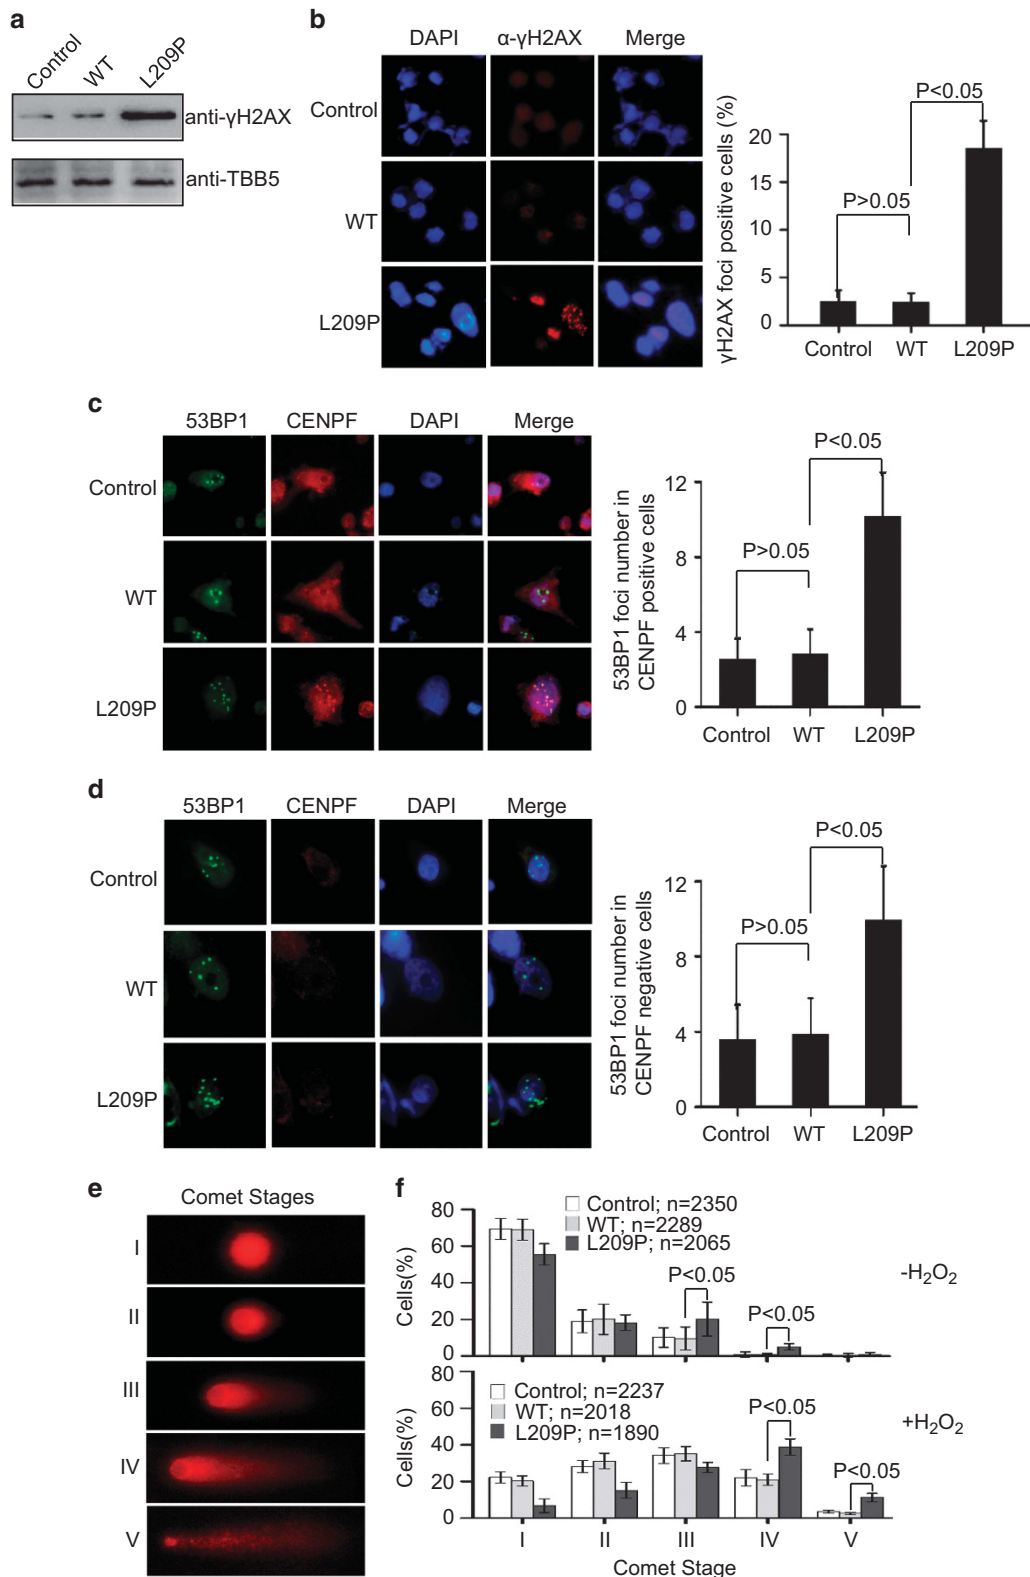 a
Control
WT
L209P
anti-γH2AX
anti-TBB5
b
DAPI
α-γH2AX
Merge
Control
WT
L209P
γH2AX foci positive cells (%)
20
15
10
5
0
P>0.05
P<0.05
Control
WT
L209P
c
53BP1
CENPF
DAPI
Merge
Control
WT
L209P
53BP1 foci number in
CENPF positive cells
12
8
4
0
P>0.05
P<0.05
Control
WT
L209P
d
53BP1
CENPF
DAPI
Merge
Control
WT
L209P
53BP1 foci number in
CENPF negative cells
12
8
4
0
P>0.05
P<0.05
Control
WT
L209P
e
Comet Stages
I
II
III
IV
V
f
Cells(%)
80
60
40
20
0
Control; n=2350
WT; n=2289
L209P; n=2065
P<0.05
P<0.05
-H₂O₂
Cells(%)
80
60
40
20
0
Control; n=2237
WT; n=2018
L209P; n=1890
P<0.05
P<0.05
+H₂O₂
I
II
III
IV
V
Comet Stage